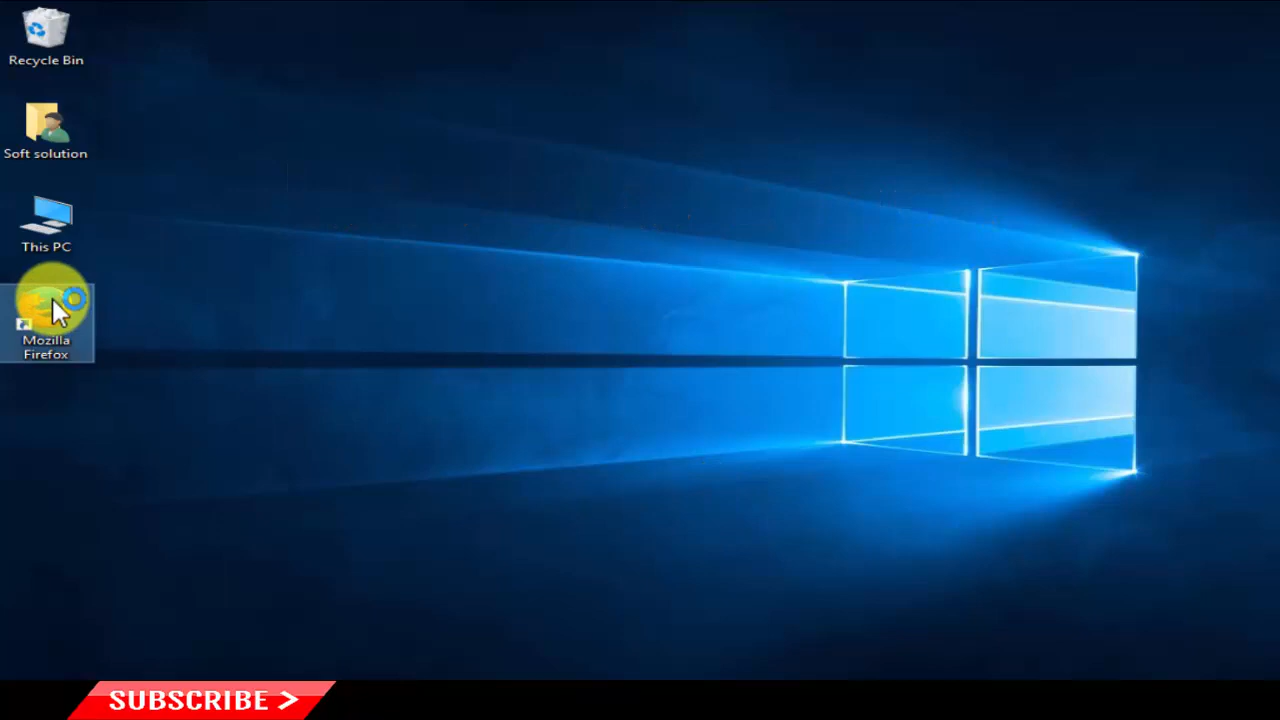 Recycle Bin
Soft solution
This PC
Mozilla
Firefox
SUBSCRIBE >